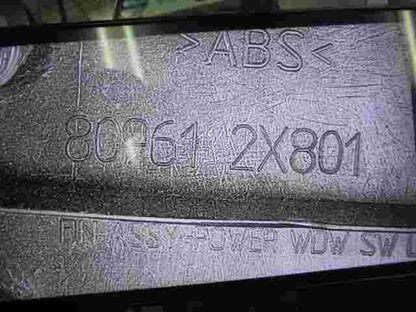 >ABS<
80961 2X801
FIN ASSY-POWER WDW SW